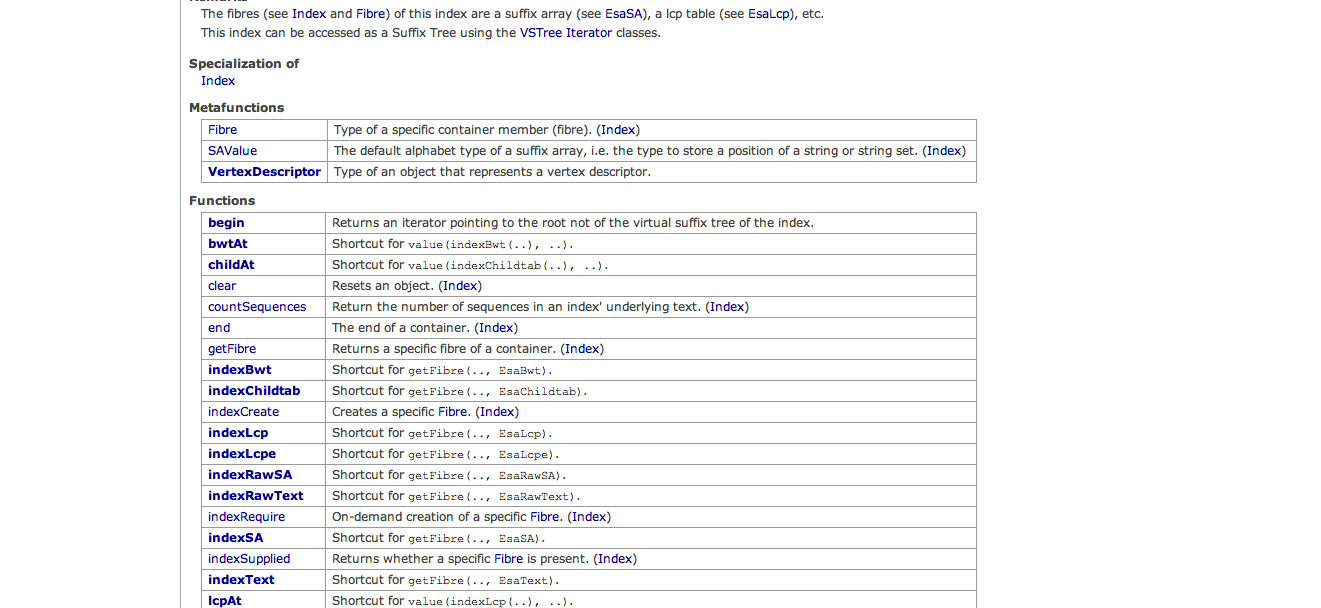 The fibres (see Index and Fibre) of this index are a suffix array (see EsaSA), a lcp table (see EsaLcp), etc.
This index can be accessed as a Suffix Tree using the VSTree Iterator classes.
Specialization of
Index
Metafunctions
Fibre Type of a specific container member (fibre). (Index)
SAValue The default alphabet type of a suffix array, i.e. the type to store a position of a string or string set. (Index)
VertexDescriptor Type of an object that represents a vertex descriptor.
Functions
begin Returns an iterator pointing to the root not of the virtual suffix tree of the index.
bwtAt Shortcut for value(indexBwt(..), ..).
childAt Shortcut for value(indexChildtab(..), ..).
clear Resets an object. (Index)
countSequences Return the number of sequences in an index' underlying text. (Index)
end The end of a container. (Index)
getFibre Returns a specific fibre of a container. (Index)
indexBwt Shortcut for getFibre(.., EsaBwt).
indexChildtab Shortcut for getFibre(.., EsaChildtab).
indexCreate Creates a specific Fibre. (Index)
indexLcp Shortcut for getFibre(.., EsaLcp).
indexLcpe Shortcut for getFibre(.., EsaLcpe).
indexRawSA Shortcut for getFibre(.., EsaRawSA).
indexRawText Shortcut for getFibre(.., EsaRawText).
indexRequire On-demand creation of a specific Fibre. (Index)
indexSA Shortcut for getFibre(.., EsaSA).
indexSupplied Returns whether a specific Fibre is present. (Index)
indexText Shortcut for getFibre(.., EsaText).
lcpAt Shortcut for value(indexLcp(..), ..).